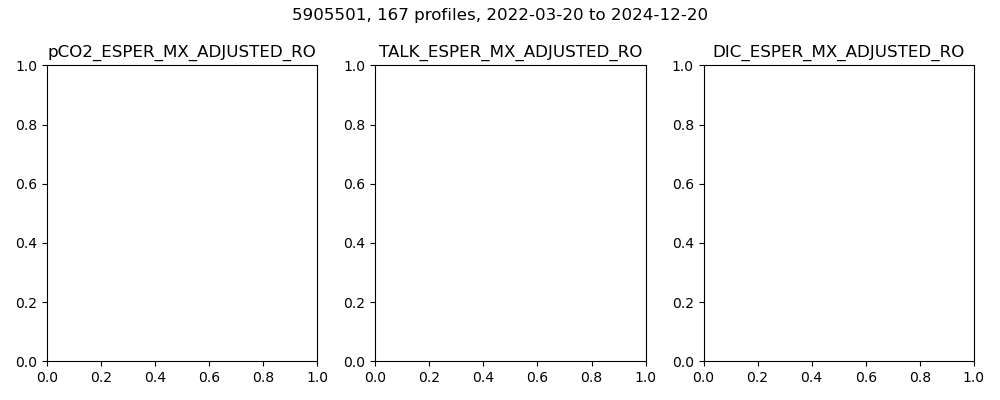 5905501, 167 profiles, 2022-03-20 to 2024-12-20
pCO2_ESPER_MX_ADJUSTED_RO
1.0
0.8
0.6
0.4
0.2
0.0
0.0 0.2 0.4 0.6 0.8 1.0
TALK_ESPER_MX_ADJUSTED_RO
1.0
0.8
0.6
0.4
0.2
0.0
0.0 0.2 0.4 0.6 0.8 1.0
DIC_ESPER_MX_ADJUSTED_RO
1.0
0.8
0.6
0.4
0.2
0.0
0.0 0.2 0.4 0.6 0.8 1.0